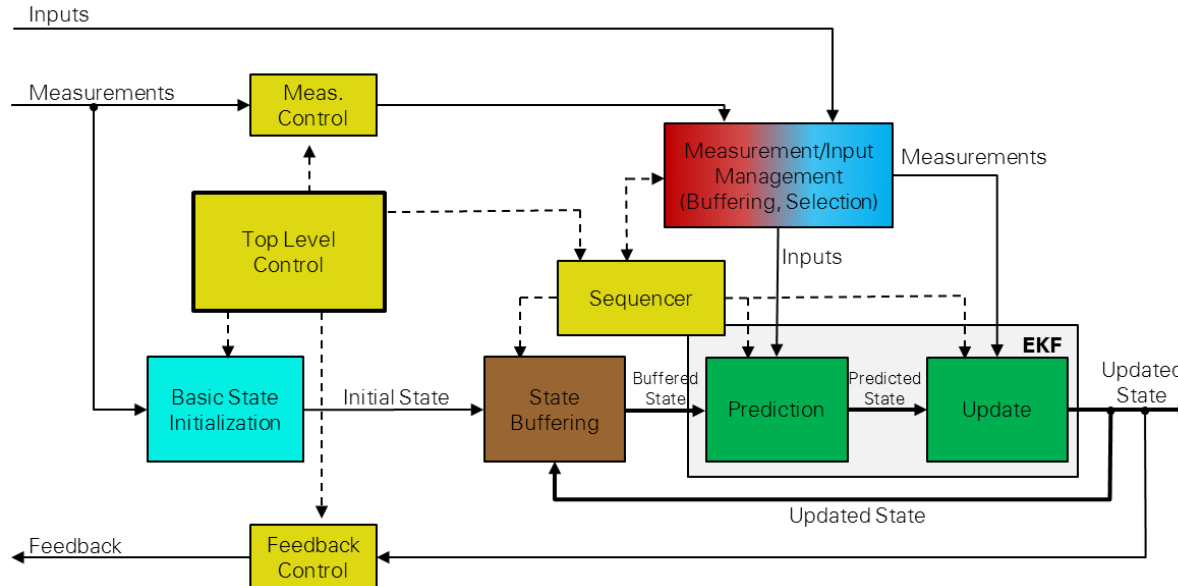 Inputs
Measurements
Meas.
Control
Measurement/Input
Management
(Buffering, Selection)
Measurements
Top Level
Control
Inputs
Sequencer
EKF
Basic State
Initialization
Initial State
State
Buffering
Buffered
State
Prediction
Predicted
State
Update
Updated
State
Updated State
Feedback
Feedback
Control